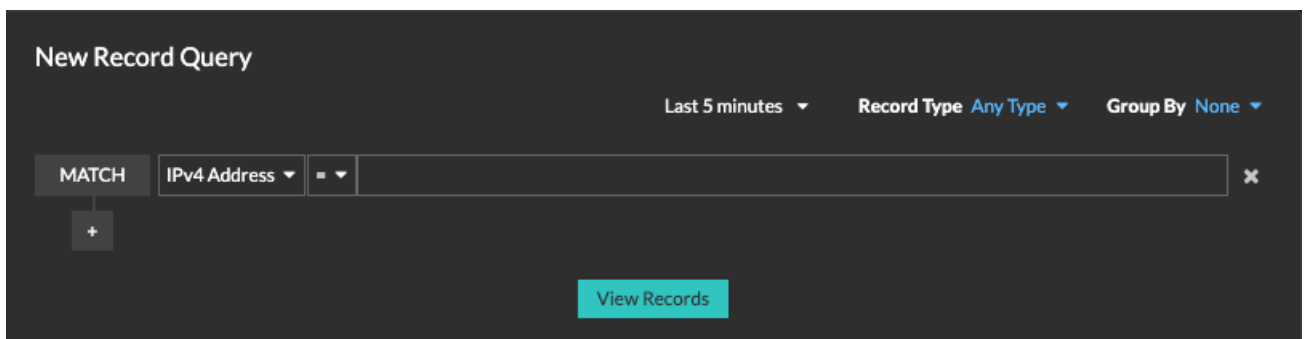 New Record Query
Last 5 minutes Record Type Any Type Group By None
MATCH IPv4 Address =
+
View Records